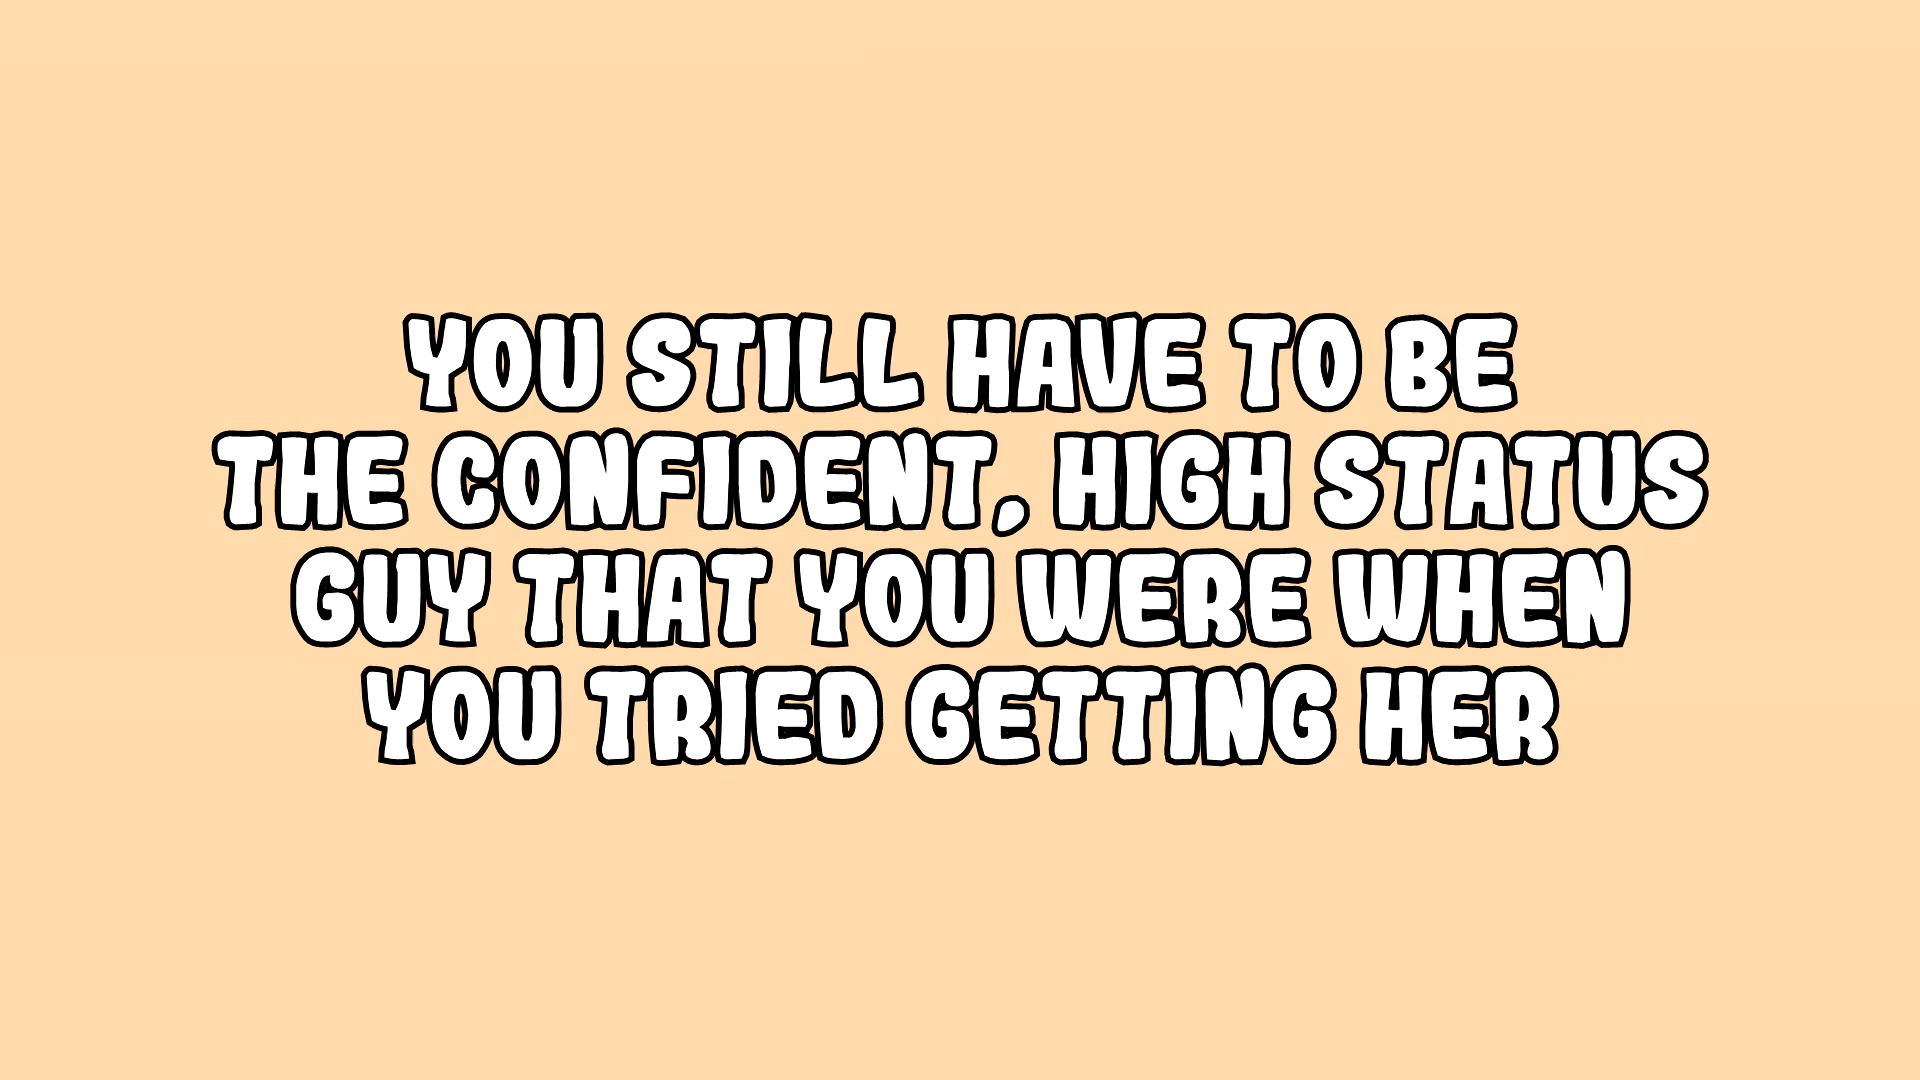 YOU STILL HAVE TO BE
THE CONFIDENT, HIGH STATUS
GUY THAT YOU WERE WHEN
YOU TRIED GETTING HER